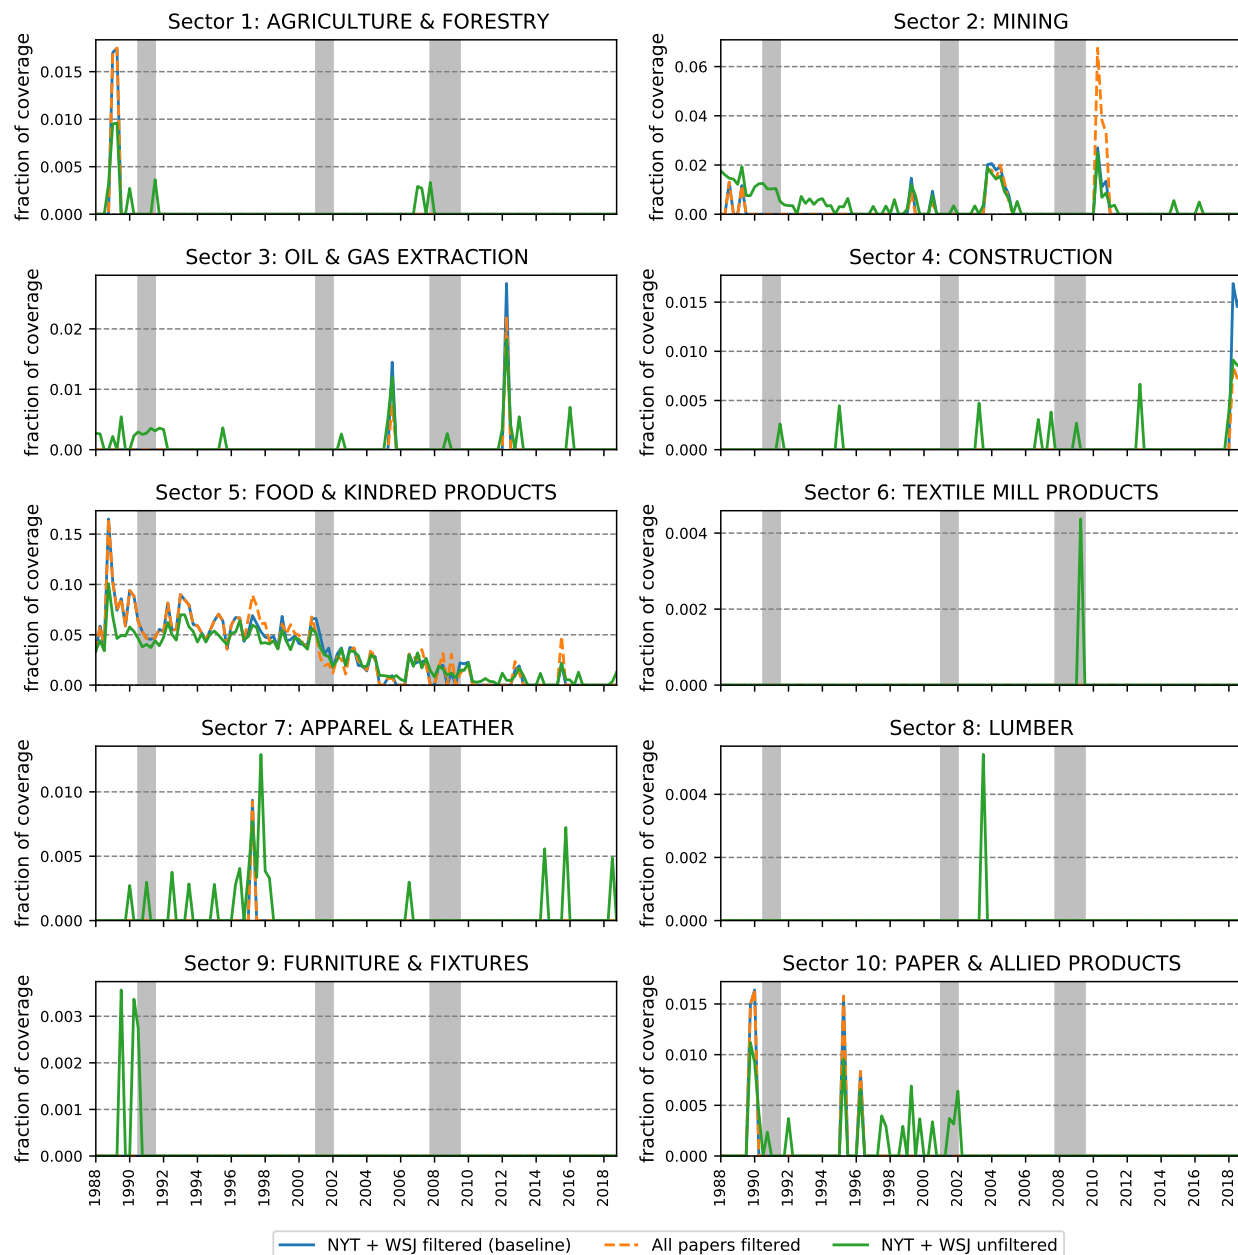 Sector 1: AGRICULTURE & FORESTRY
fraction of coverage
0.015
0.010
0.005
0.000
Sector 2: MINING
fraction of coverage
0.06
0.04
0.02
0.00
Sector 3: OIL & GAS EXTRACTION
fraction of coverage
0.02
0.01
0.00
Sector 4: CONSTRUCTION
fraction of coverage
0.015
0.010
0.005
0.000
Sector 5: FOOD & KINDRED PRODUCTS
fraction of coverage
0.15
0.10
0.05
0.00
Sector 6: TEXTILE MILL PRODUCTS
fraction of coverage
0.004
0.002
0.000
Sector 7: APPAREL & LEATHER
fraction of coverage
0.010
0.005
0.000
Sector 8: LUMBER
fraction of coverage
0.004
0.002
0.000
Sector 9: FURNITURE & FIXTURES
fraction of coverage
0.003
0.002
0.001
0.000
1988 1990 1992 1994 1996 1998 2000 2002 2004 2006 2008 2010 2012 2014 2016 2018
Sector 10: PAPER & ALLIED PRODUCTS
fraction of coverage
0.015
0.010
0.005
0.000
1988 1990 1992 1994 1996 1998 2000 2002 2004 2006 2008 2010 2012 2014 2016 2018
NYT + WSJ filtered (baseline) All papers filtered NYT + WSJ unfiltered